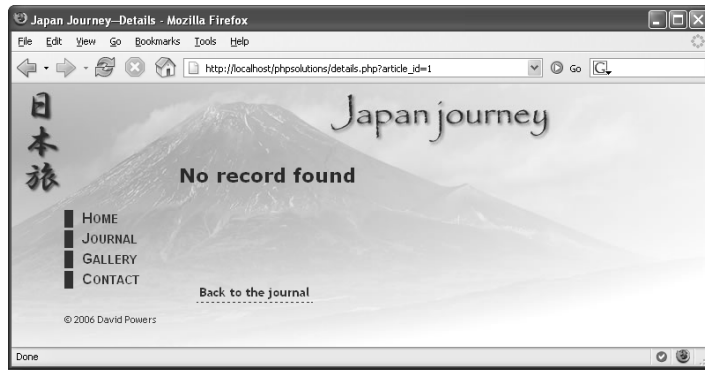 Japan Journey—Details - Mozilla Firefox
File Edit View Go Bookmarks Tools Help
http://localhost/phpsolutions/details.php?article_id=1 Go G
日本旅
Japan journey
No record found
HOME
JOURNAL
GALLERY
CONTACT
Back to the journal
© 2006 David Powers
Done